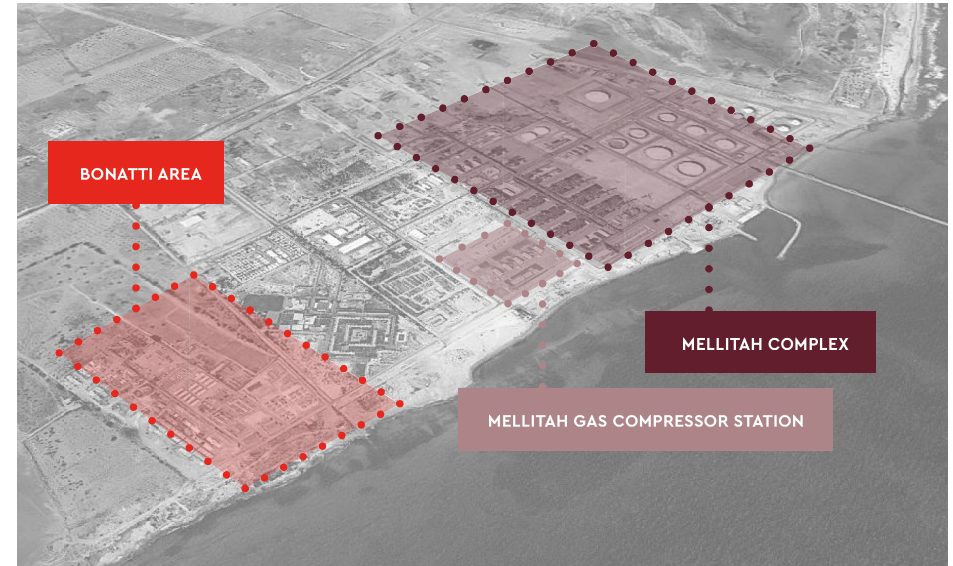 BONATTI AREA
MELLITAH COMPLEX
MELLITAH GAS COMPRESSOR STATION